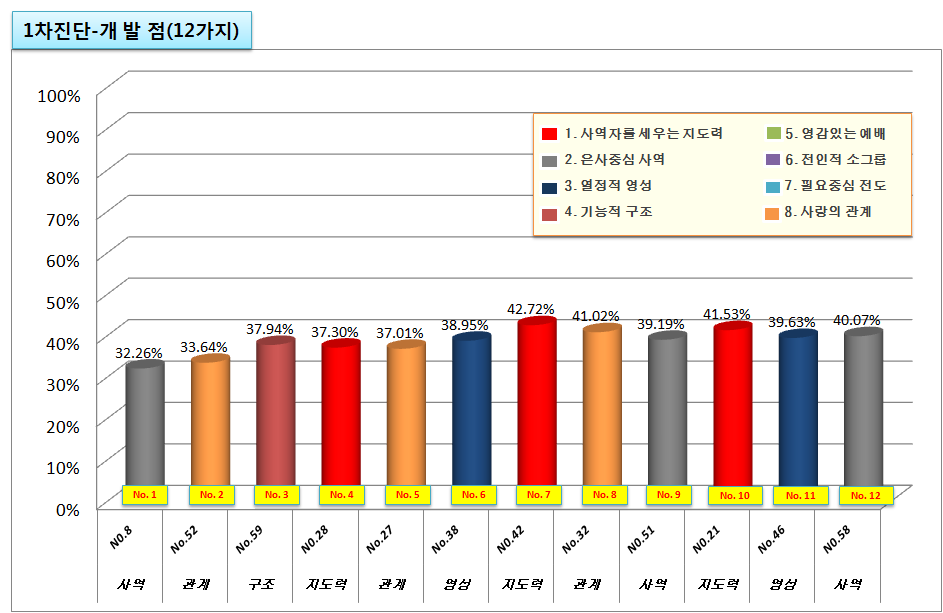 1차진단-개 발 점(12가지)
100%
90%
80%
70%
60%
50%
40%
30%
20%
10%
0%
1. 사역자를 세우는 지도력
2. 은사중심 사역
3. 열정적 영성
4. 기능적 구조
5. 영감있는 예배
6. 전인적 소그룹
7. 필요중심 전도
8. 사랑의 관계
32.26% 33.64% 37.94% 37.30% 37.01% 38.95% 42.72% 41.02% 39.19% 41.53% 39.63% 40.07%
No. 1 No. 2 No. 3 No. 4 No. 5 No. 6 No. 7 No. 8 No. 9 No. 10 No. 11 No. 12
N0.8 No.52 No.59 N0.28 No.27 No.38 N0.42 No.32 N0.51 N0.21 No.46 N0.58
사역 관계 구조 지도력 관계 영성 지도력 관계 사역 지도력 영성 사역